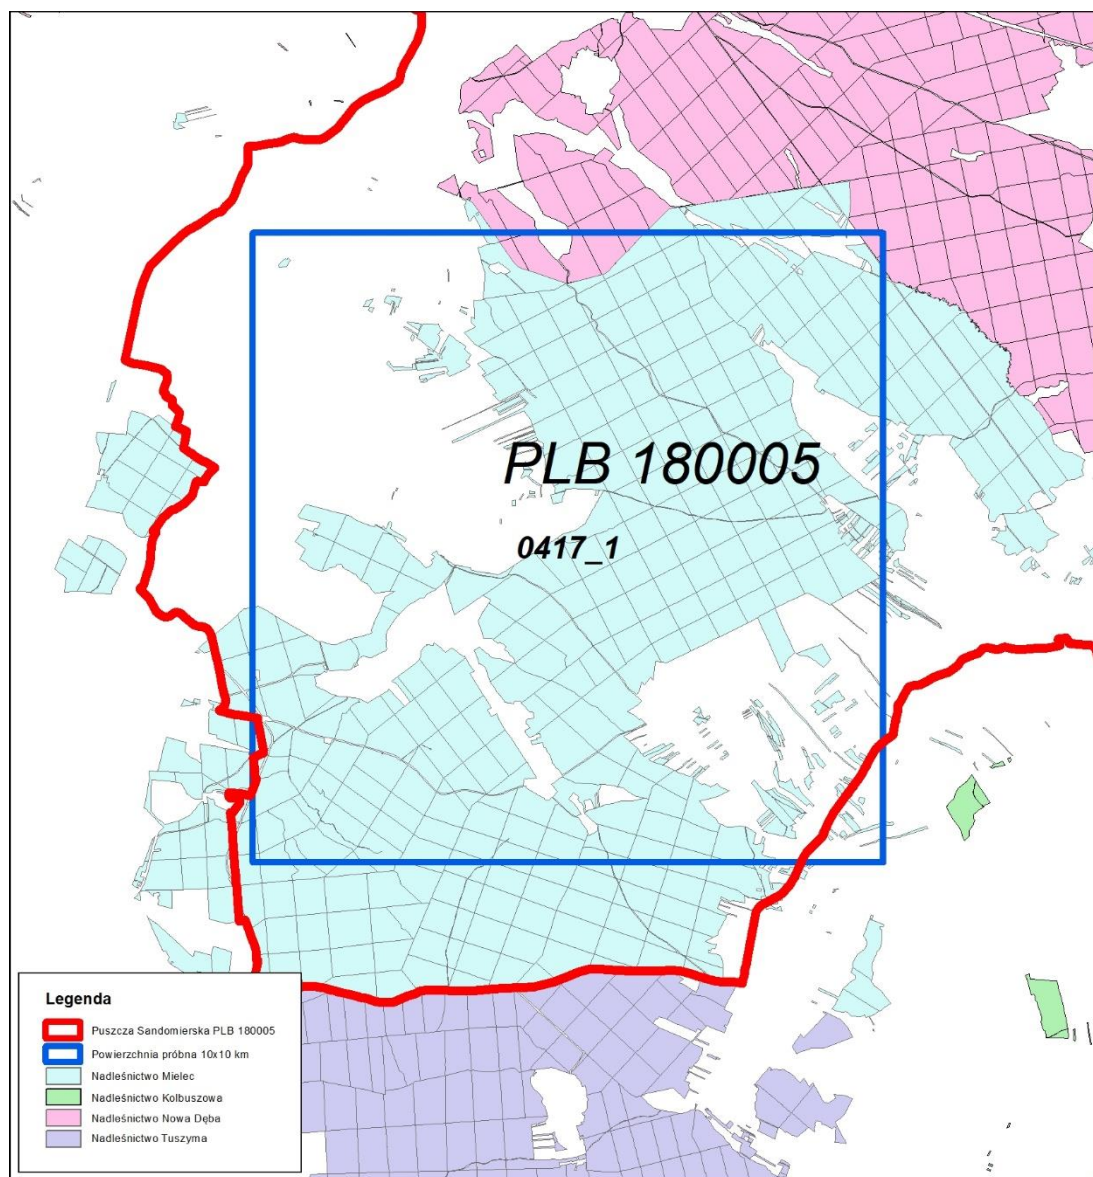 PLB 180005
0417_1
Legenda
Puszcza Sandomierska PLB 180005
Powierzchnia próbna 10x10 km
Nadleśnictwo Mielec
Nadleśnictwo Kolbuszowa
Nadleśnictwo Nowa Dęba
Nadleśnictwo Tuszyma